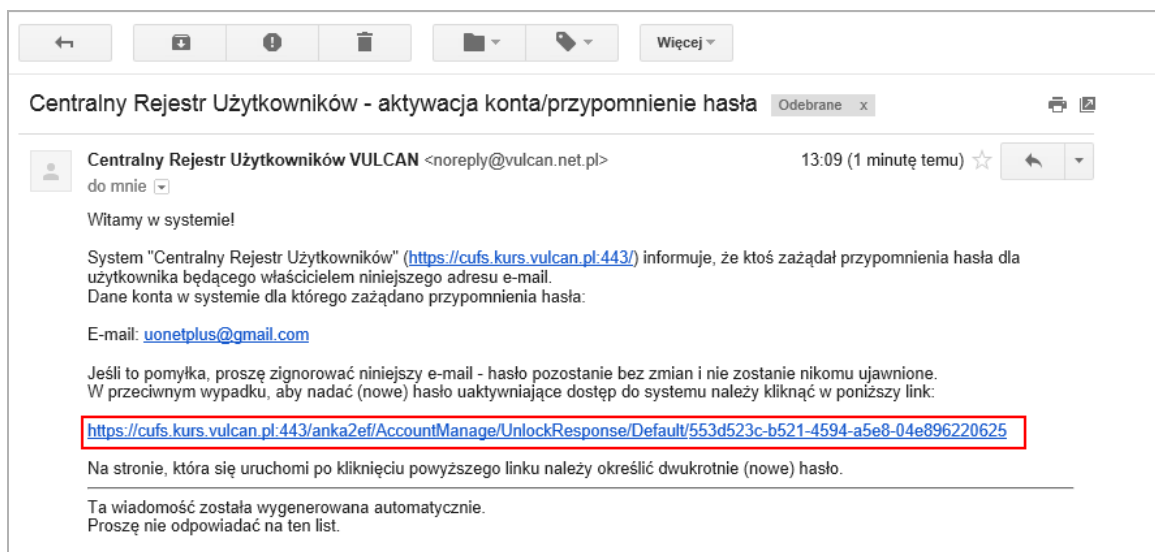 Więcej
Centralny Rejestr Użytkowników - aktywacja konta/przypomnienie hasła Odebrane x
Centralny Rejestr Użytkowników VULCAN <noreply@vulcan.net.pl> 13:09 (1 minutę temu)
do mnie
Witamy w systemie!
System "Centralny Rejestr Użytkowników" (https://cufs.kurs.vulcan.pl:443/) informuje, że ktoś zażądał przypomnienia hasła dla
użytkownika będącego właścicielem niniejszego adresu e-mail.
Dane konta w systemie dla którego zażądano przypomnienia hasła:
E-mail: uonetplus@gmail.com
Jeśli to pomyłka, proszę zignorować niniejszy e-mail - hasło pozostanie bez zmian i nie zostanie nikomu ujawnione.
W przeciwnym wypadku, aby nadać (nowe) hasło uaktywniające dostęp do systemu należy kliknąć w poniższy link:
https://cufs.kurs.vulcan.pl:443/anka2ef/AccountManage/UnlockResponse/Default/553d523c-b521-4594-a5e8-04e896220625
Na stronie, która się uruchomi po kliknięciu powyższego linku należy określić dwukrotnie (nowe) hasło.
Ta wiadomość została wygenerowana automatycznie.
Proszę nie odpowiadać na ten list.